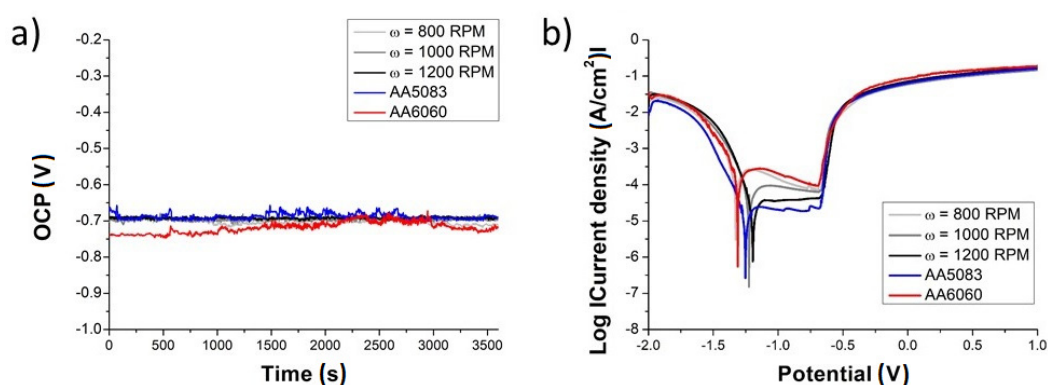 a)
-0.2
-0.3
-0.4
-0.5
-0.6
-0.7
-0.8
-0.9
-1.0
OCP (V)
0 500 1000 1500 2000 2500 3000 3500
Time (s)
ω = 800 RPM
ω = 1000 RPM
ω = 1200 RPM
AA5083
AA6060
b)
0
-1
-2
-3
-4
-5
-6
-7
-8
Log ICurrent density (A/cm²)I
-2.0 -1.5 -1.0 -0.5 0.0 0.5 1.0
Potential (V)
ω = 800 RPM
ω = 1000 RPM
ω = 1200 RPM
AA5083
AA6060